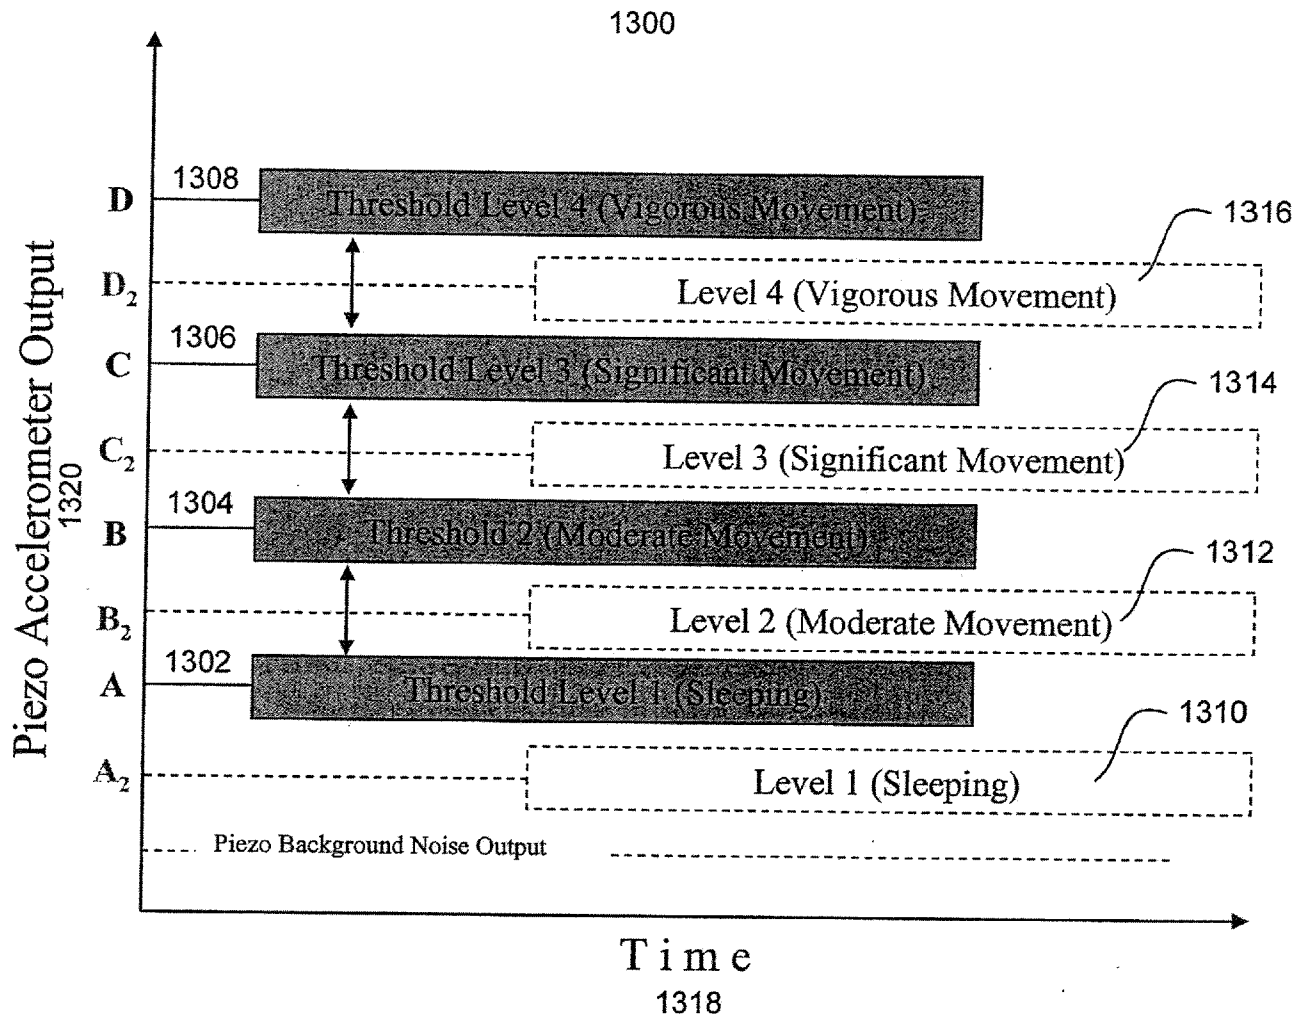 1300
1308
D
Threshold Level 4 (Vigorous Movement)
1316
D2
Level 4 (Vigorous Movement)
1306
C
Threshold Level 3 (Significant Movement)
1314
C2
Level 3 (Significant Movement)
1304
B
Threshold 2 (Moderate Movement)
1312
B2
Level 2 (Moderate Movement)
1302
A
Threshold Level 1 (Sleeping)
1310
A2
Level 1 (Sleeping)
Piezo Background Noise Output
Piezo Accelerometer Output
1320
Time
1318